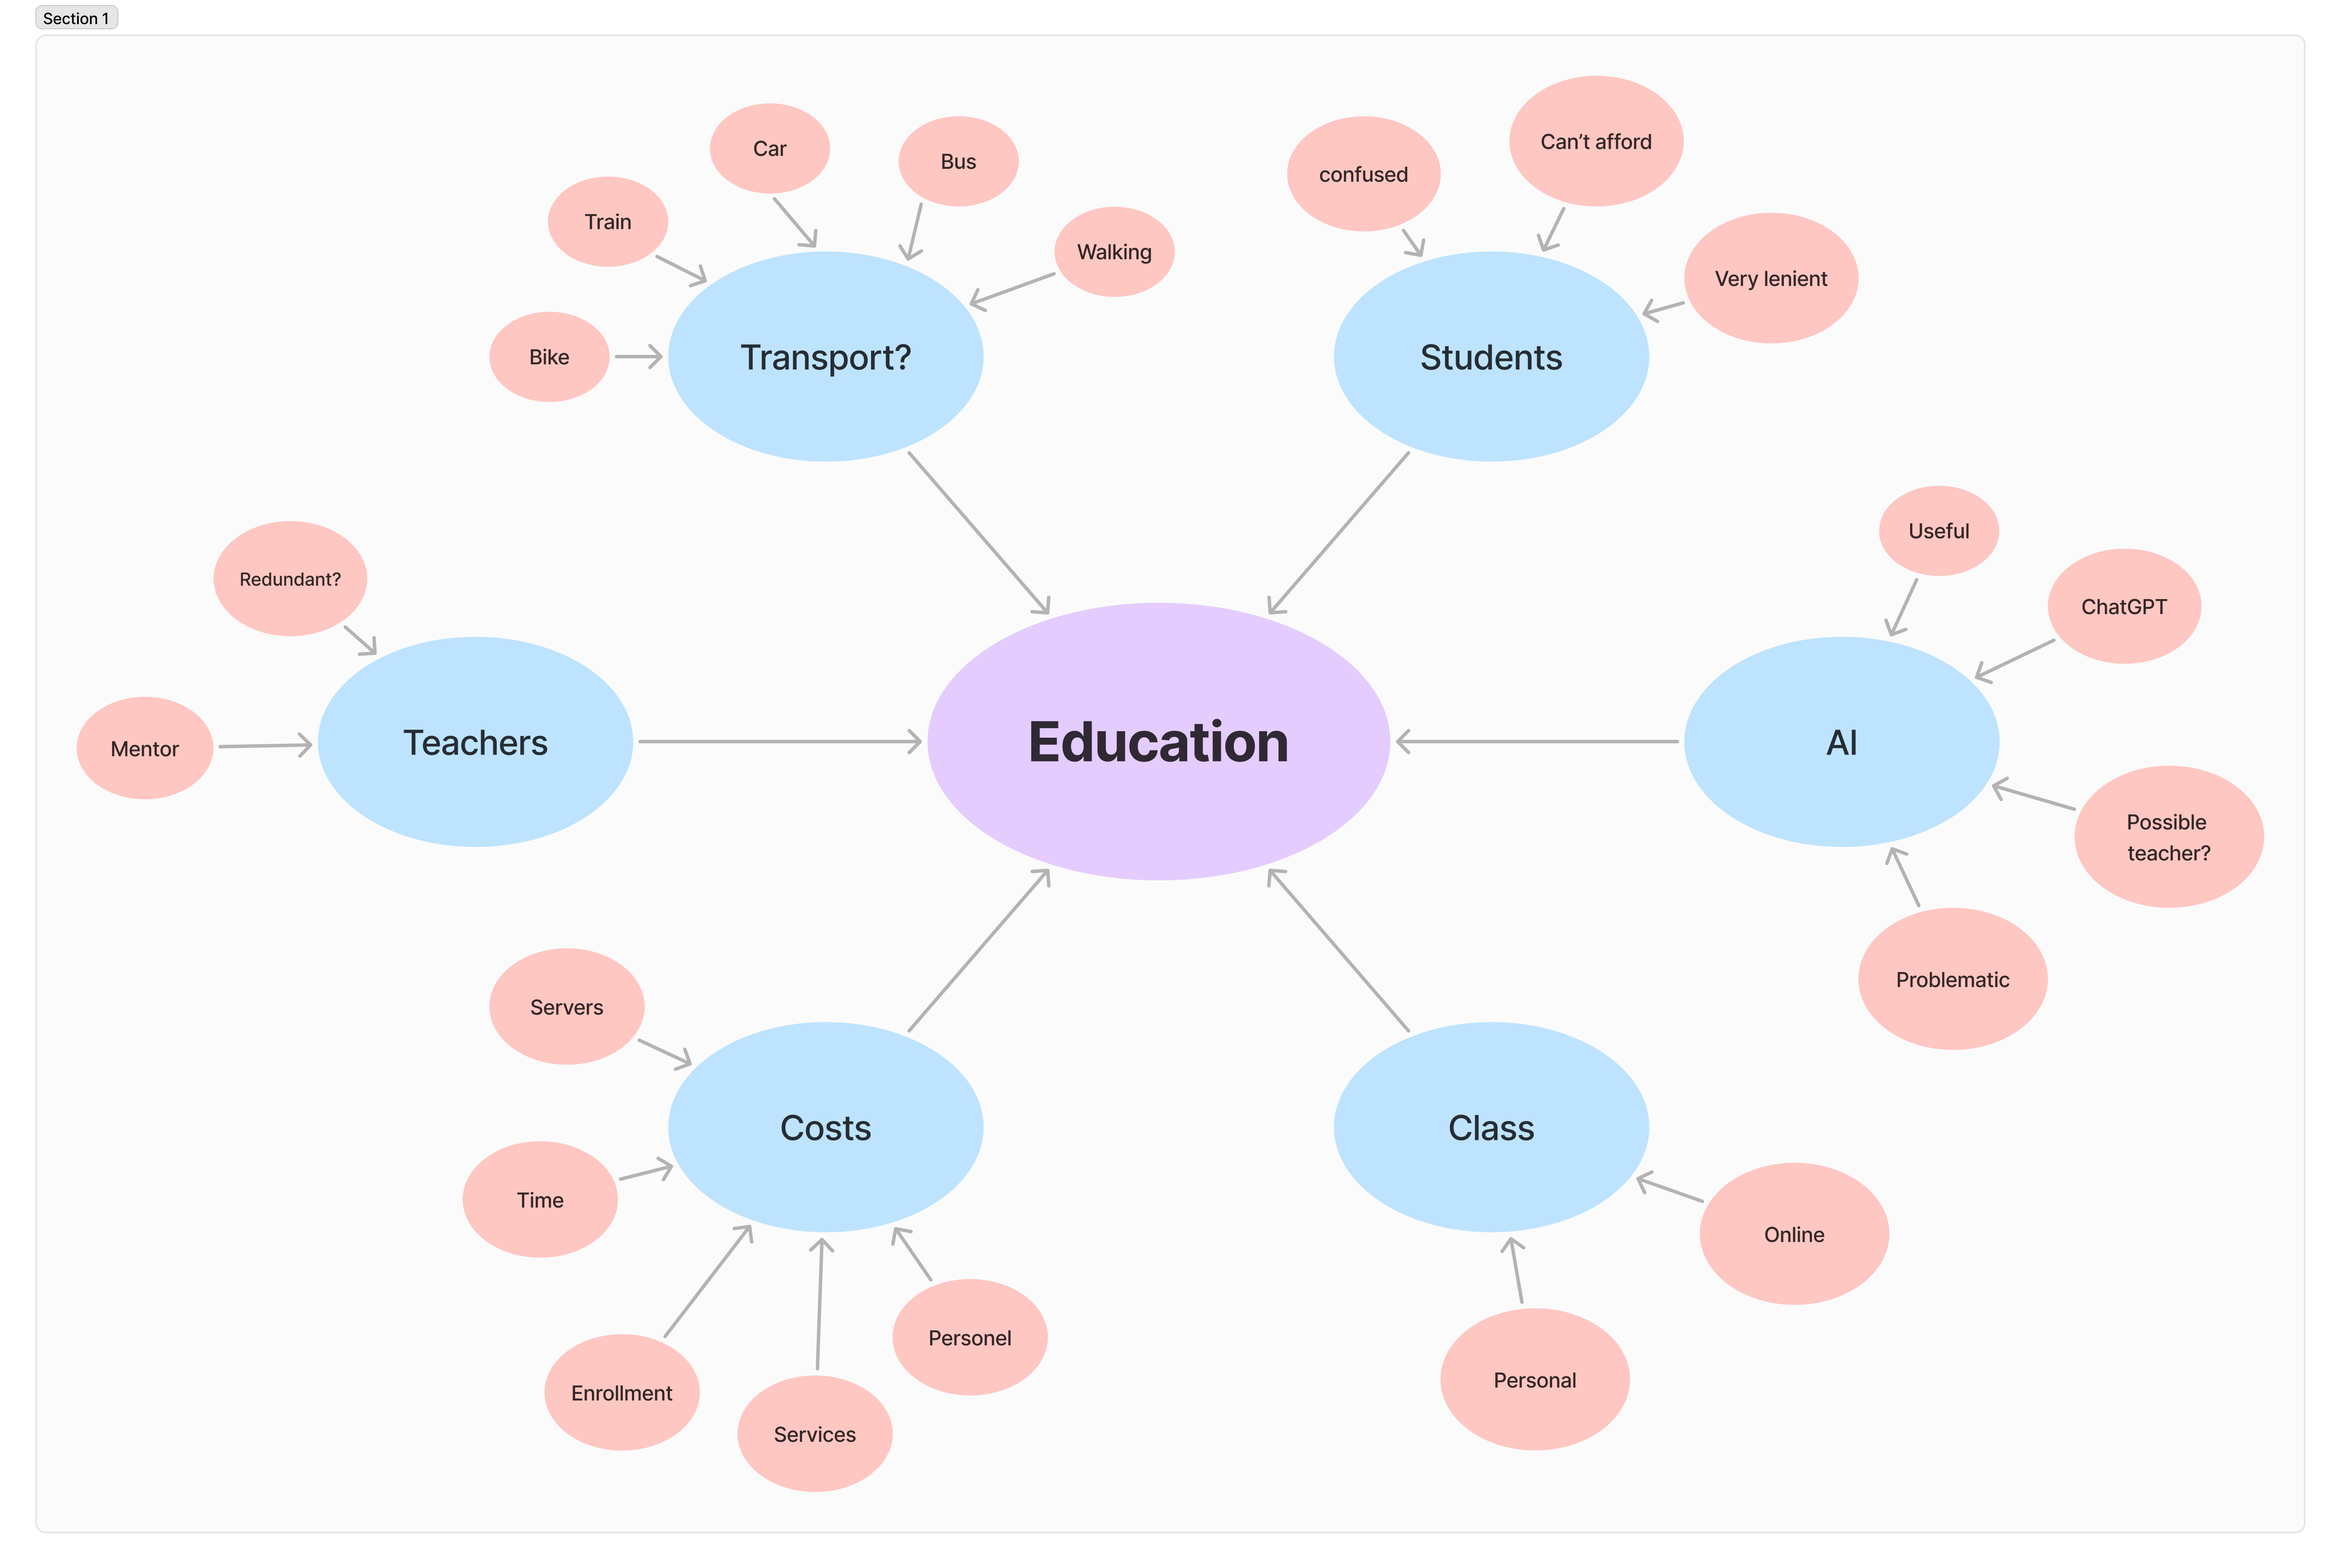 Section 1
Car
Bus
Train
Walking
Bike
Transport?
confused
Can’t afford
Very lenient
Students
Redundant?
Mentor
Teachers
Education
Useful
ChatGPT
AI
Possible
teacher?
Problematic
Servers
Costs
Time
Enrollment
Services
Personel
Class
Online
Personal